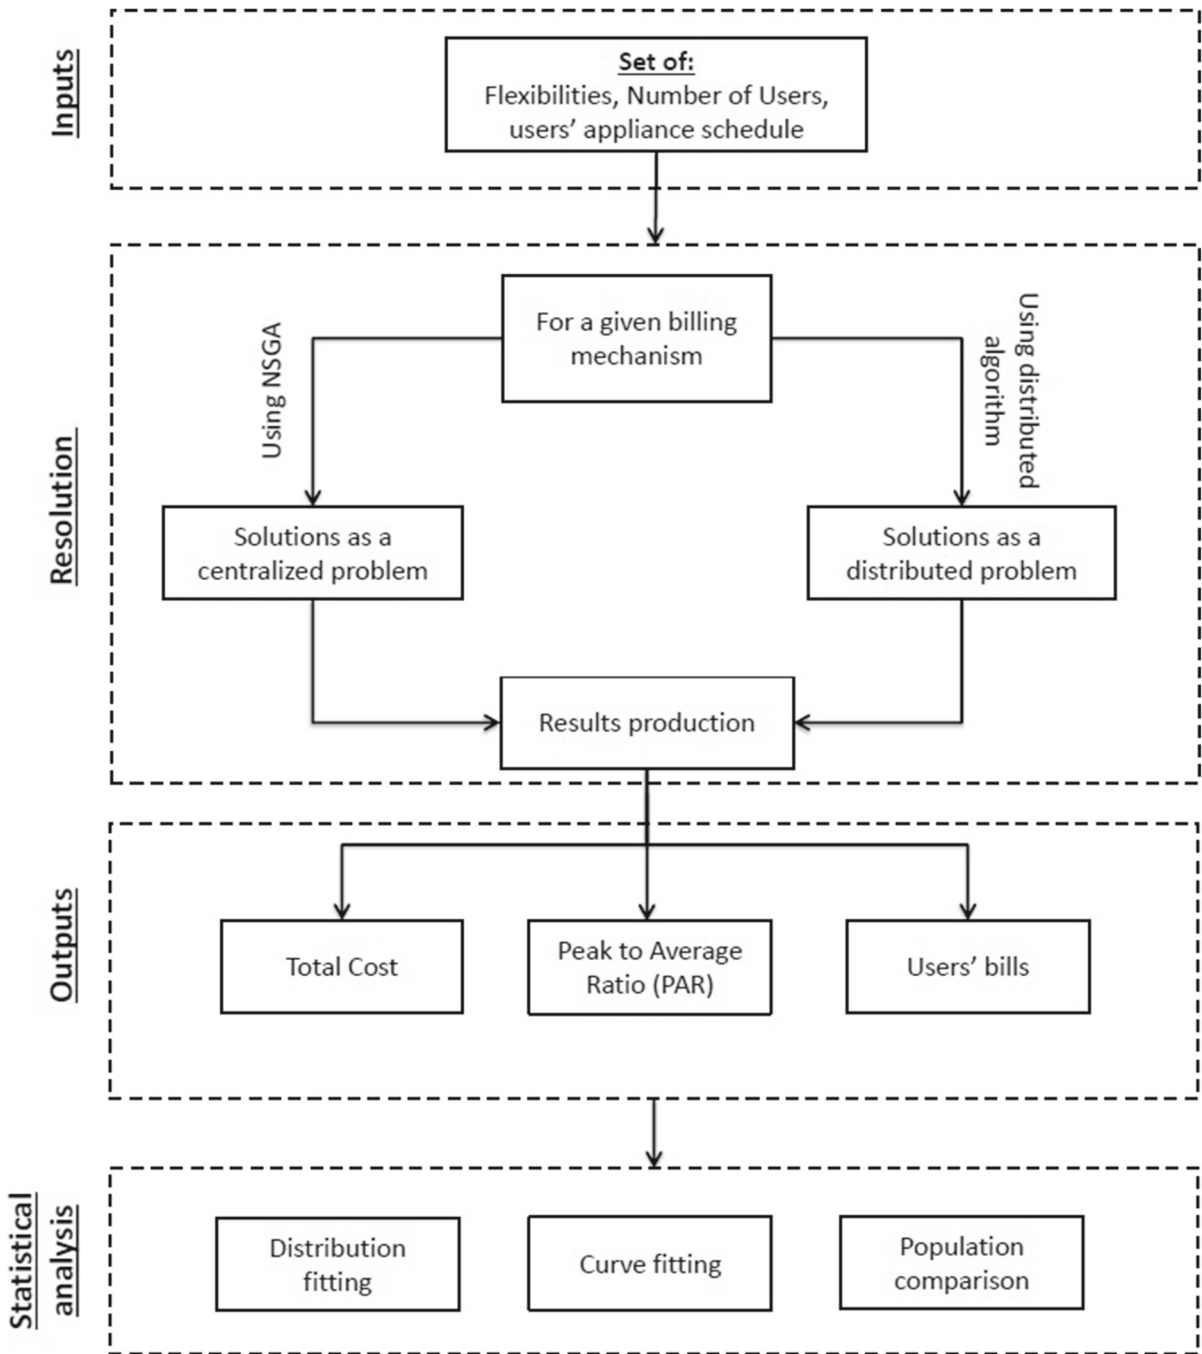 Inputs
Set of:
Flexibilities, Number of Users,
users' appliance schedule
Resolution
For a given billing
mechanism
Using NSGA
Using distributed
algorithm
Solutions as a
centralized problem
Solutions as a
distributed problem
Results production
Outputs
Total Cost
Peak to Average
Ratio (PAR)
Users' bills
Statistical
analysis
Distribution
fitting
Curve fitting
Population
comparison